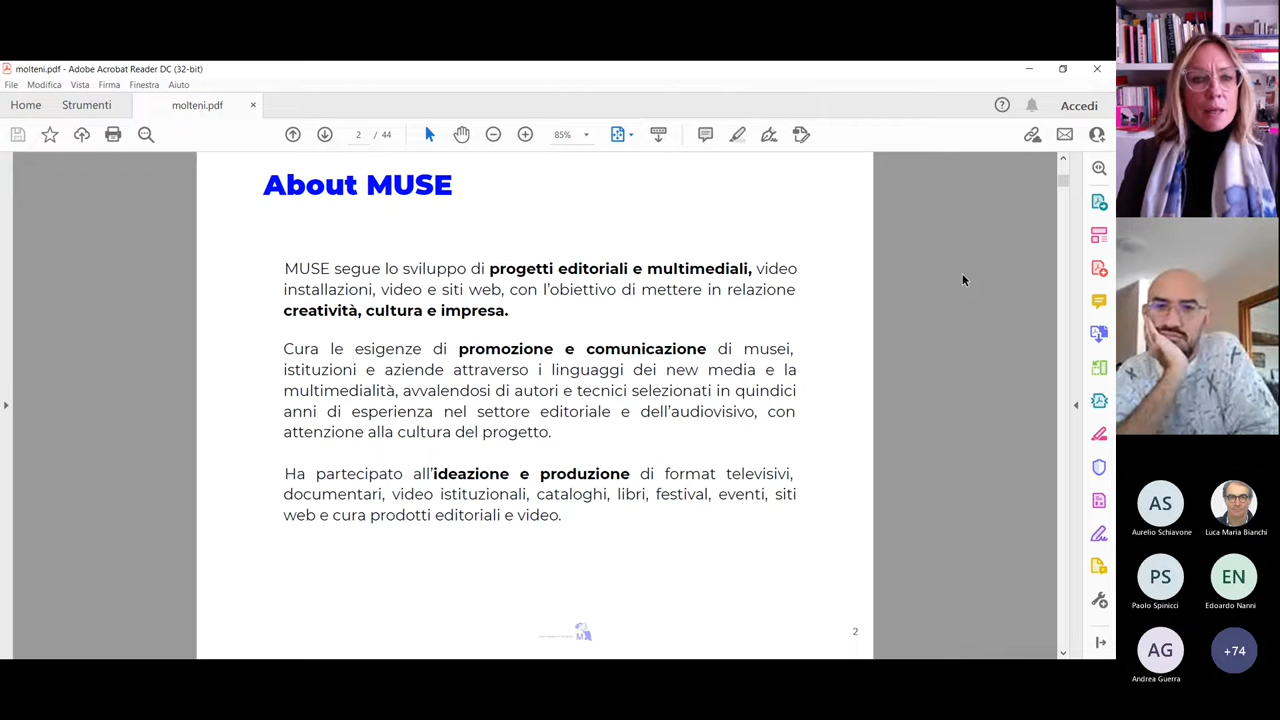 molteni.pdf - Adobe Acrobat Reader DC (32-bit)
File Modifica Vista Firma Finestra Aiuto
Home Strumenti molteni.pdf × Accedi
2 / 44 85%
About MUSE
MUSE segue lo sviluppo di progetti editoriali e multimediali, video
installazioni, video e siti web, con l’obiettivo di mettere in relazione
creatività, cultura e impresa.
Cura le esigenze di promozione e comunicazione di musei,
istituzioni e aziende attraverso i linguaggi dei new media e la
multimedialità, avvalendosi di autori e tecnici selezionati in quindici
anni di esperienza nel settore editoriale e dell’audiovisivo, con
attenzione alla cultura del progetto.
Ha partecipato all’ideazione e produzione di format televisivi,
documentari, video istituzionali, cataloghi, libri, festival, eventi, siti
web e cura prodotti editoriali e video.
2
AS
Aurelio Schiavone Luca Maria Bianchi
PS EN
Paolo Spinicci Edoardo Nanni
AG +74
Andrea Guerra